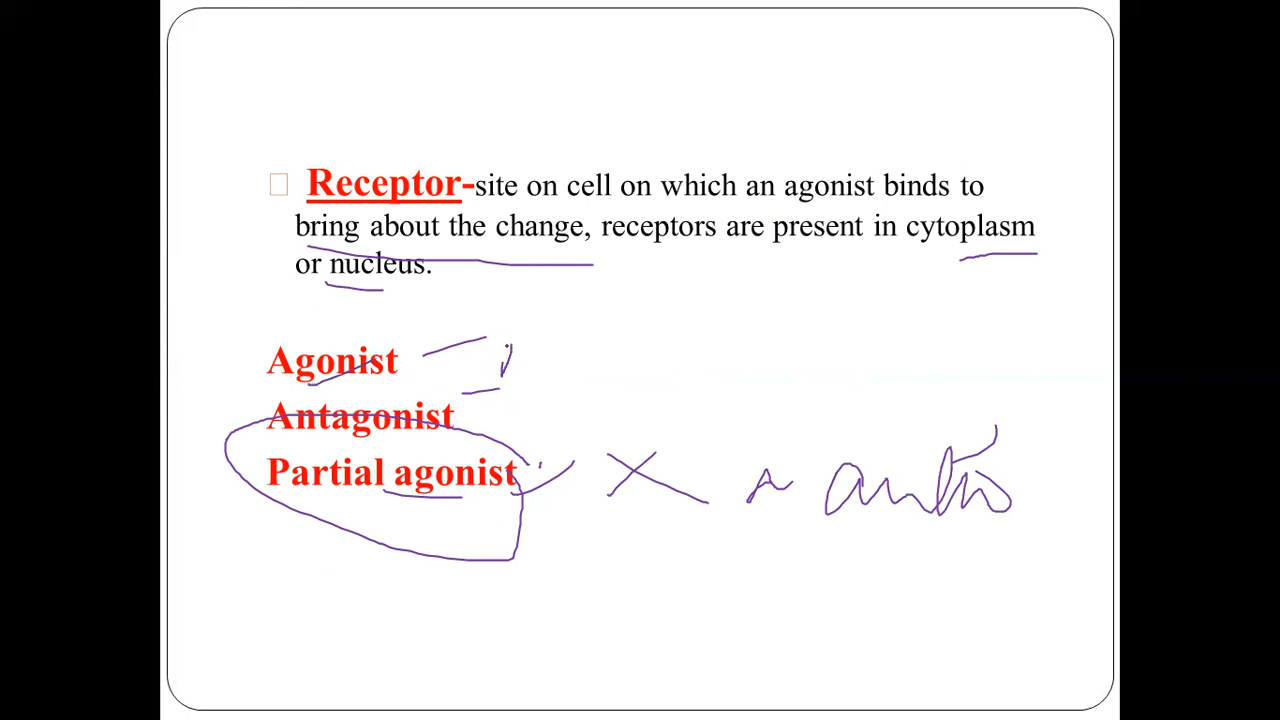 Receptor-site on cell on which an agonist binds to
bring about the change, receptors are present in cytoplasm
or nucleus.
Agonist
Antagonist
Partial agonist